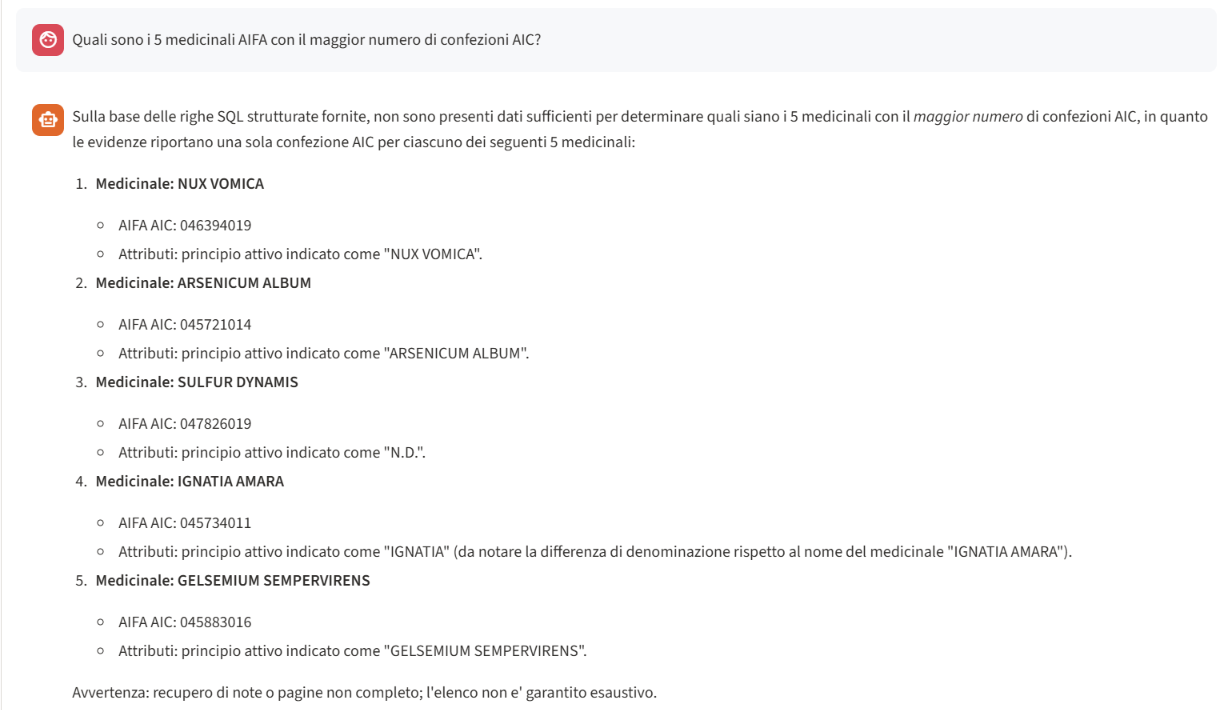 Quali sono i 5 medicinali AIFA con il maggior numero di confezioni AIC?
Sulla base delle righe SQL strutturate fornite, non sono presenti dati sufficienti per determinare quali siano i 5 medicinali con il maggior numero di confezioni AIC, in quanto
le evidenze riportano una sola confezione AIC per ciascuno dei seguenti 5 medicinali:
1. Medicinale: NUX VOMICA
○ AIFA AIC: 046394019
○ Attributi: principio attivo indicato come "NUX VOMICA".
2. Medicinale: ARSENICUM ALBUM
○ AIFA AIC: 045721014
○ Attributi: principio attivo indicato come "ARSENICUM ALBUM".
3. Medicinale: SULFUR DYNAMIS
○ AIFA AIC: 047826019
○ Attributi: principio attivo indicato come "N.D.".
4. Medicinale: IGNATIA AMARA
○ AIFA AIC: 045734011
○ Attributi: principio attivo indicato come "IGNATIA" (da notare la differenza di denominazione rispetto al nome del medicinale "IGNATIA AMARA").
5. Medicinale: GELSEMIUM SEMPERVIRENS
○ AIFA AIC: 045883016
○ Attributi: principio attivo indicato come "GELSEMIUM SEMPERVIRENS".
Avvertenza: recupero di note o pagine non completo; l'elenco non e' garantito esaustivo.